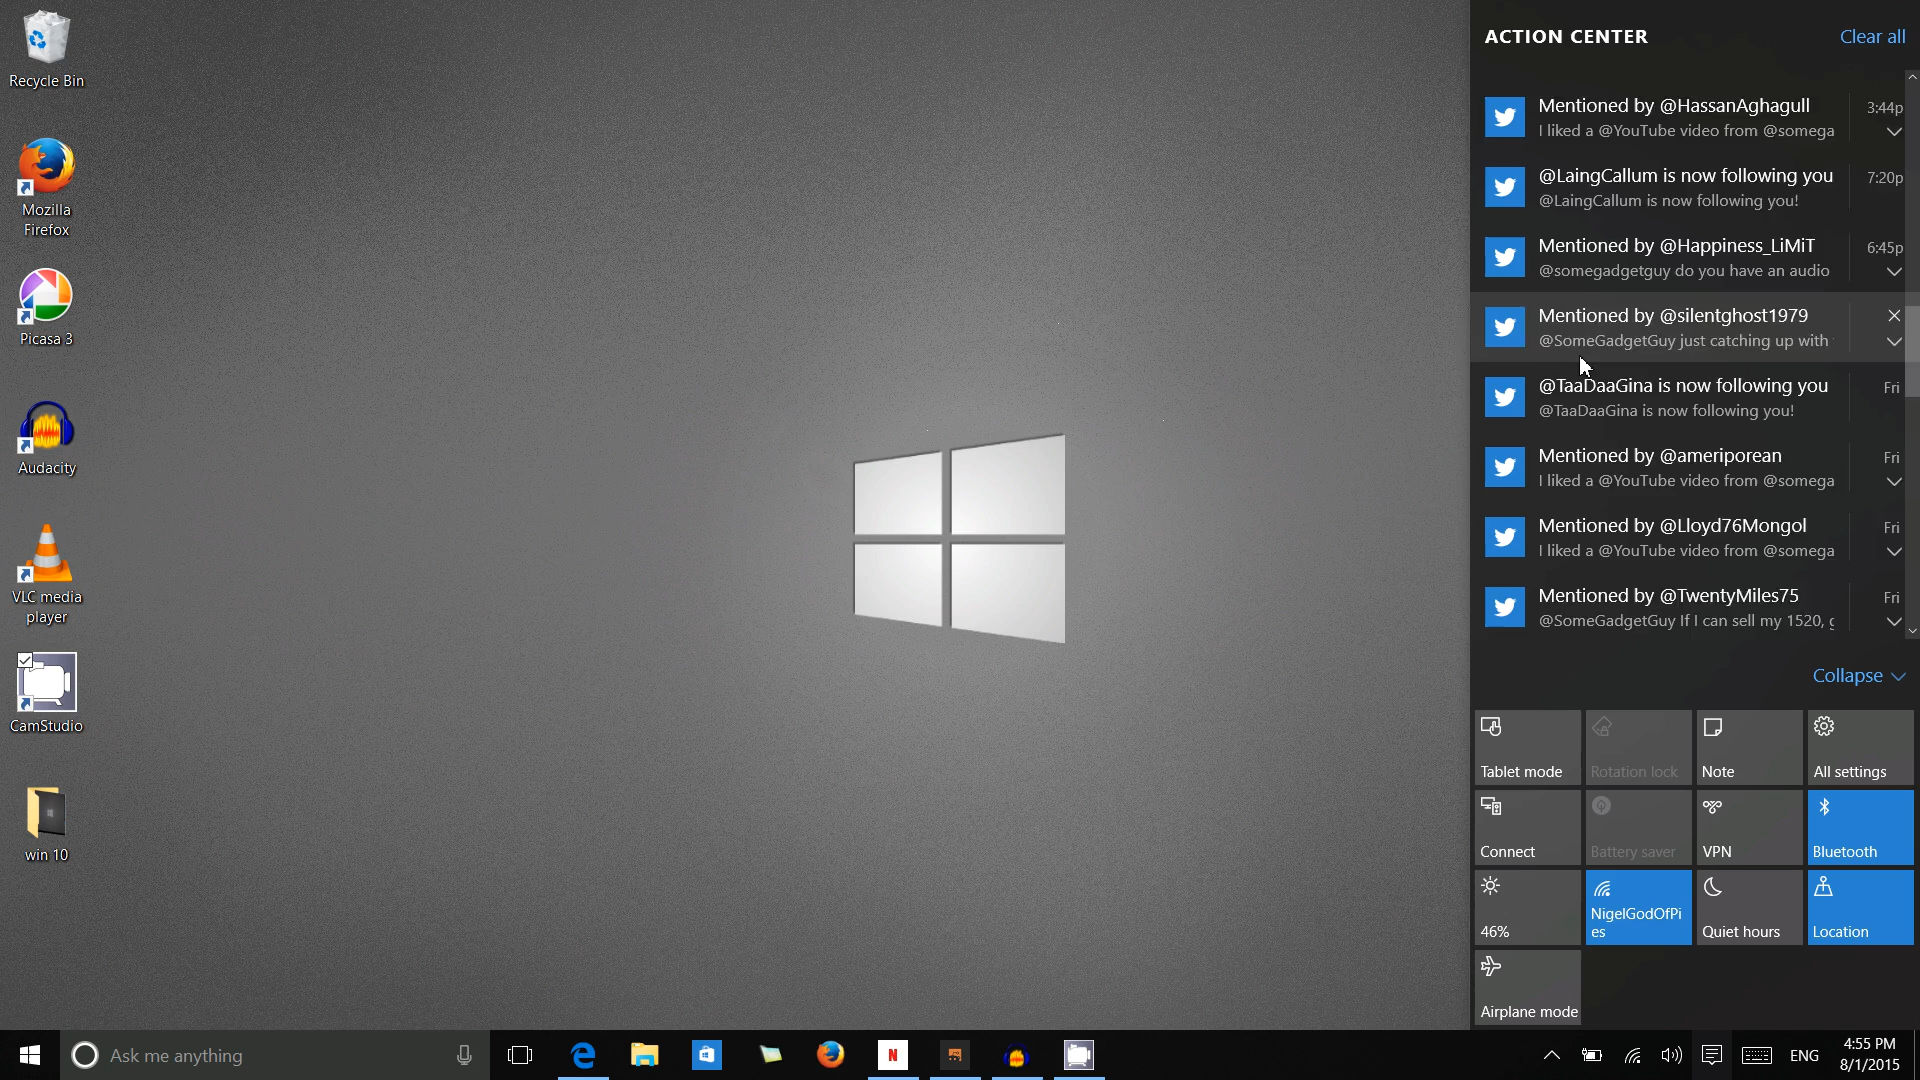 Recycle Bin
Mozilla
Firefox
Picasa 3
Audacity
VLC media
player
CamStudio
win 10
ACTION CENTER
Clear all
Mentioned by @HassanAghagull
3:44p
I liked a @YouTube video from @somega
@LaingCallum is now following you
7:20p
@LaingCallum is now following you!
Mentioned by @Happiness_LiMiT
6:45p
@somegadgetguy do you have an audio
Mentioned by @silentghost1979
@SomeGadgetGuy just catching up with
@TaaDaaGina is now following you
Fri
@TaaDaaGina is now following you!
Mentioned by @ameriporean
Fri
I liked a @YouTube video from @somega
Mentioned by @Lloyd76Mongol
Fri
I liked a @YouTube video from @somega
Mentioned by @TwentyMiles75
Fri
@SomeGadgetGuy If I can sell my 1520,
Collapse
Tablet mode
Rotation lock
Note
All settings
Connect
Battery saver
VPN
Bluetooth
46%
NigelGodOfPi
es
Quiet hours
Location
Airplane mode
Ask me anything
N
ENG
4:55 PM
8/1/2015